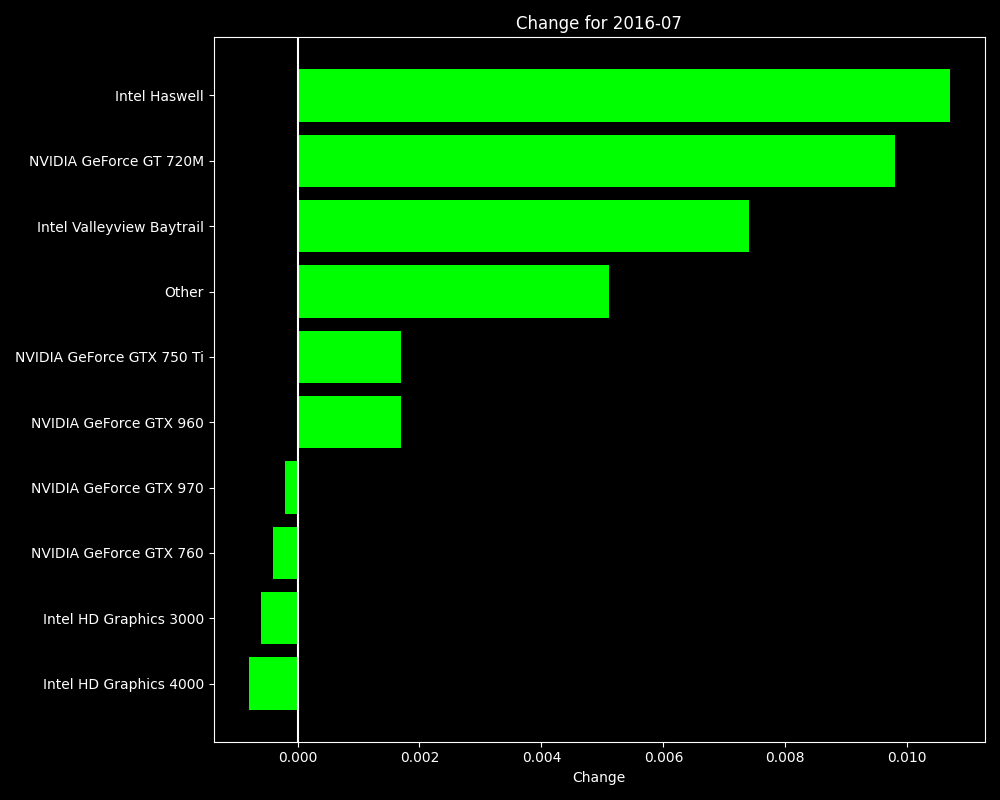 Change for 2016-07
Intel Haswell
NVIDIA GeForce GT 720M
Intel Valleyview Baytrail
Other
NVIDIA GeForce GTX 750 Ti
NVIDIA GeForce GTX 960
NVIDIA GeForce GTX 970
NVIDIA GeForce GTX 760
Intel HD Graphics 3000
Intel HD Graphics 4000
0.000 0.002 0.004 0.006 0.008 0.010
Change